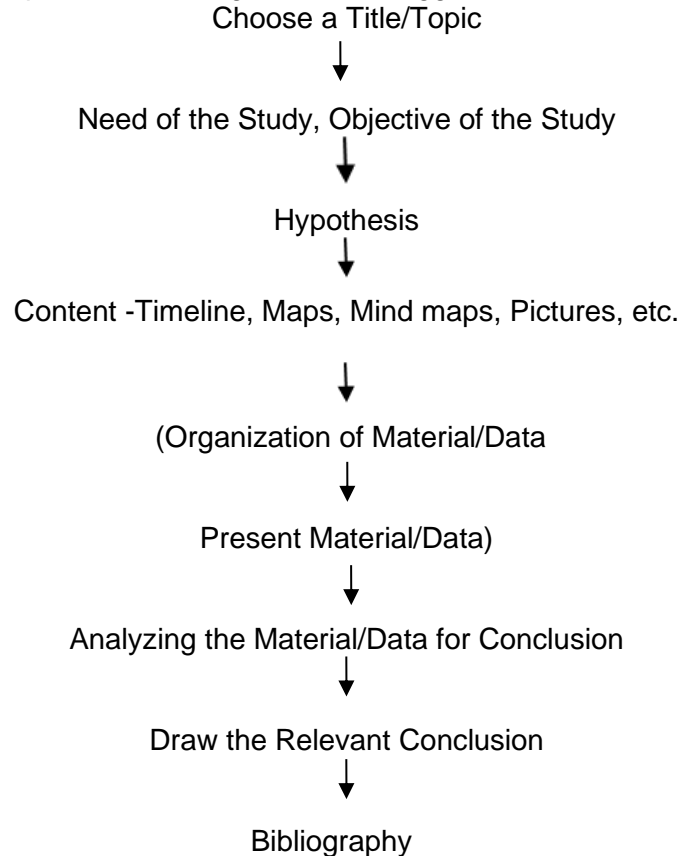 Choose a Title/Topic
Need of the Study, Objective of the Study
Hypothesis
Content -Timeline, Maps, Mind maps, Pictures, etc.
(Organization of Material/Data
Present Material/Data)
Analyzing the Material/Data for Conclusion
Draw the Relevant Conclusion
Bibliography